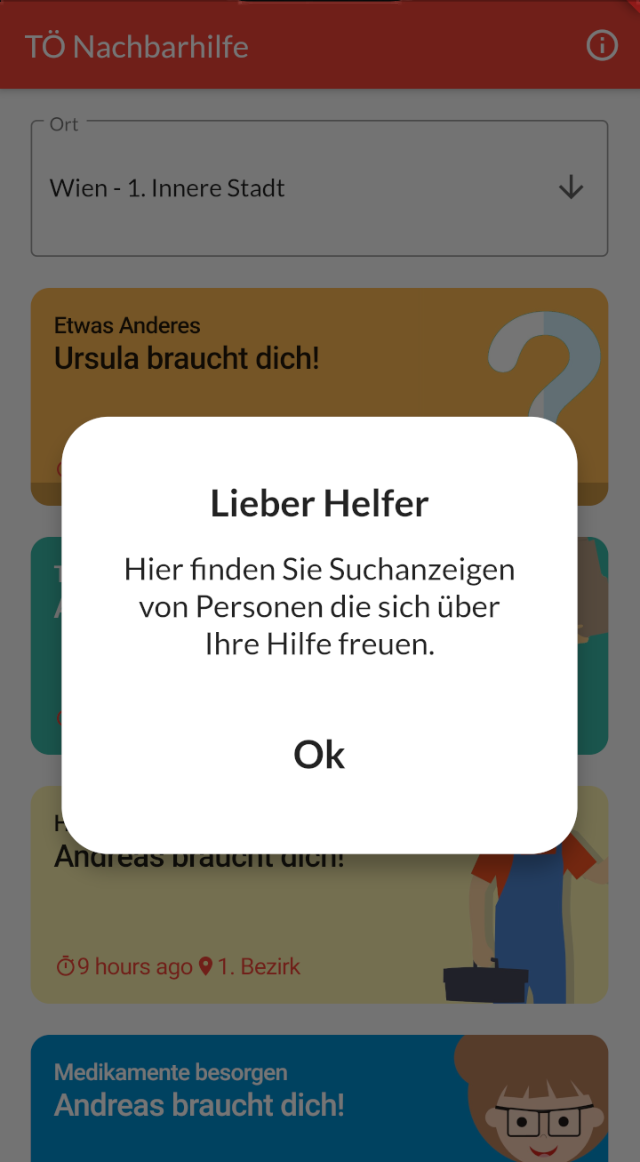 TÖ Nachbarhilfe
Ort
Wien - 1. Innere Stadt
Etwas Anderes
Ursula braucht dich!
Lieber Helfer
Hier finden Sie Suchanzeigen
von Personen die sich über
Ihre Hilfe freuen.
Ok
Andreas braucht dich!
9 hours ago 1. Bezirk
Medikamente besorgen
Andreas braucht dich!